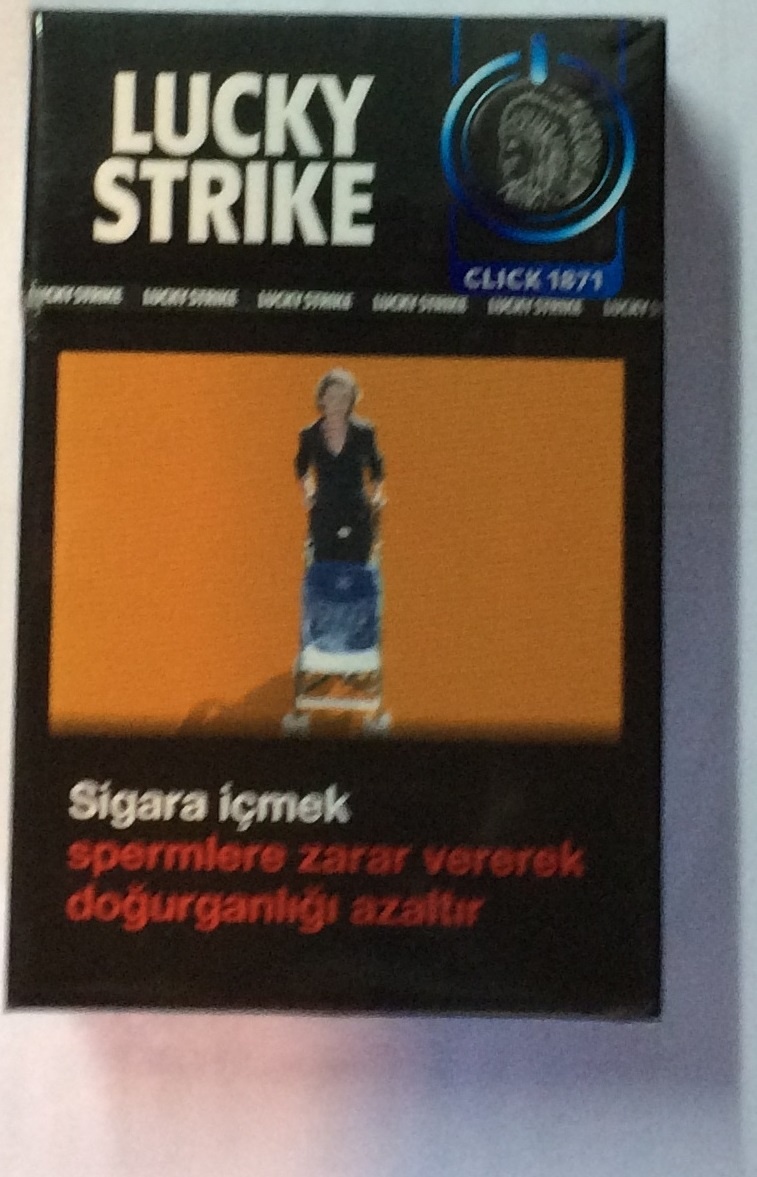 LUCKY
STRIKE
CLICK 1871
LUCKY STRIKE LUCKY STRIKE LUCKY STRIKE LUCKY STRIKE LUCKY STRIKE LUCKY S
Sigara içmek
spermlere zarar vererek
doğurganlığı azaltır